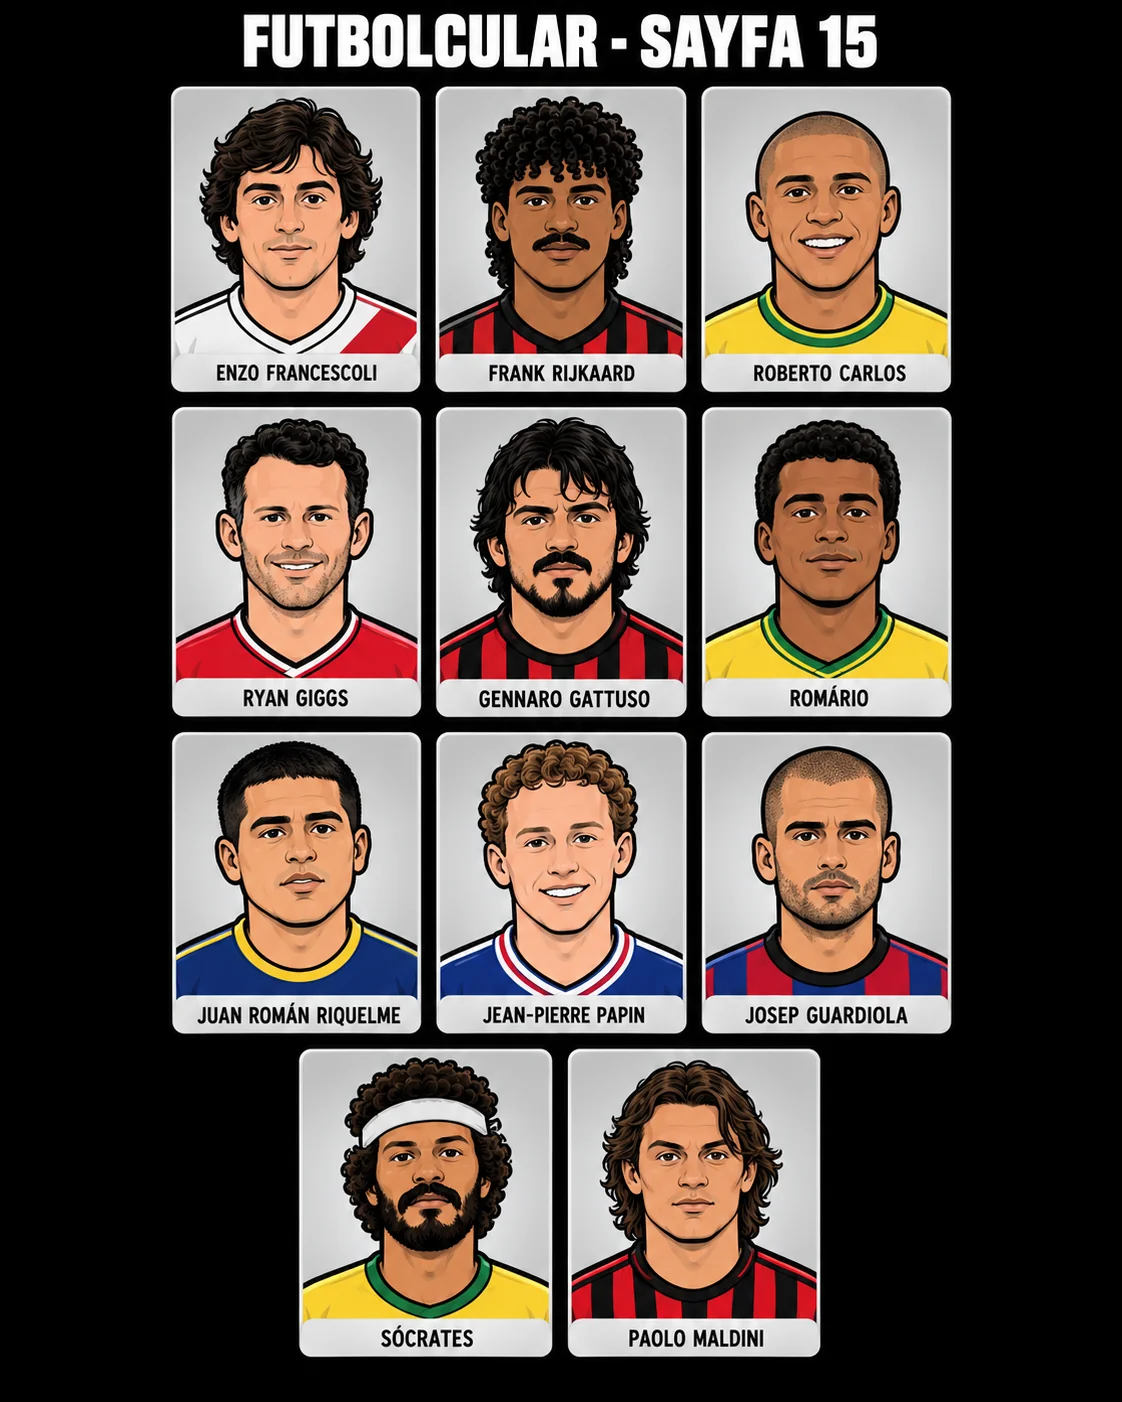 FUTBOLCULAR - SAYFA 15
ENZO FRANCESCOLI
FRANK RIJKAARD
ROBERTO CARLOS
RYAN GIGGS
GENNARO GATTUSO
ROMÁRIO
JUAN ROMÁN RIQUELME
JEAN-PIERRE PAPIN
JOSEP GUARDIOLA
SÓCRATES
PAOLO MALDINI